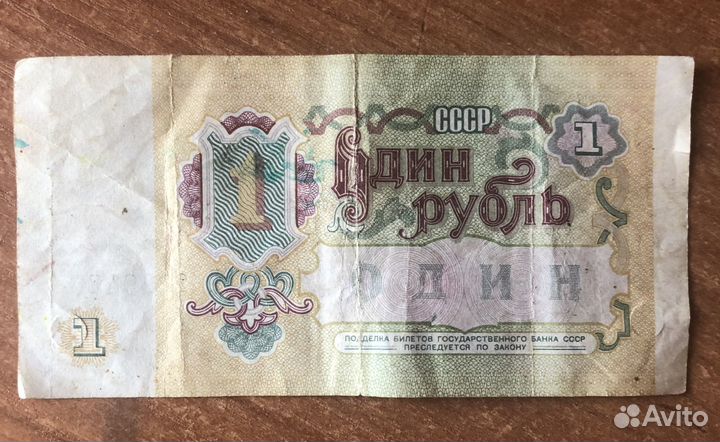 СССР
1
1
Один
рубль
ОДИН
1
ПОДДЕЛКА БИЛЕТОВ ГОСУДАРСТВЕННОГО БАНКА СССР
ПРЕСЛЕДУЕТСЯ ПО ЗАКОНУ
Avito